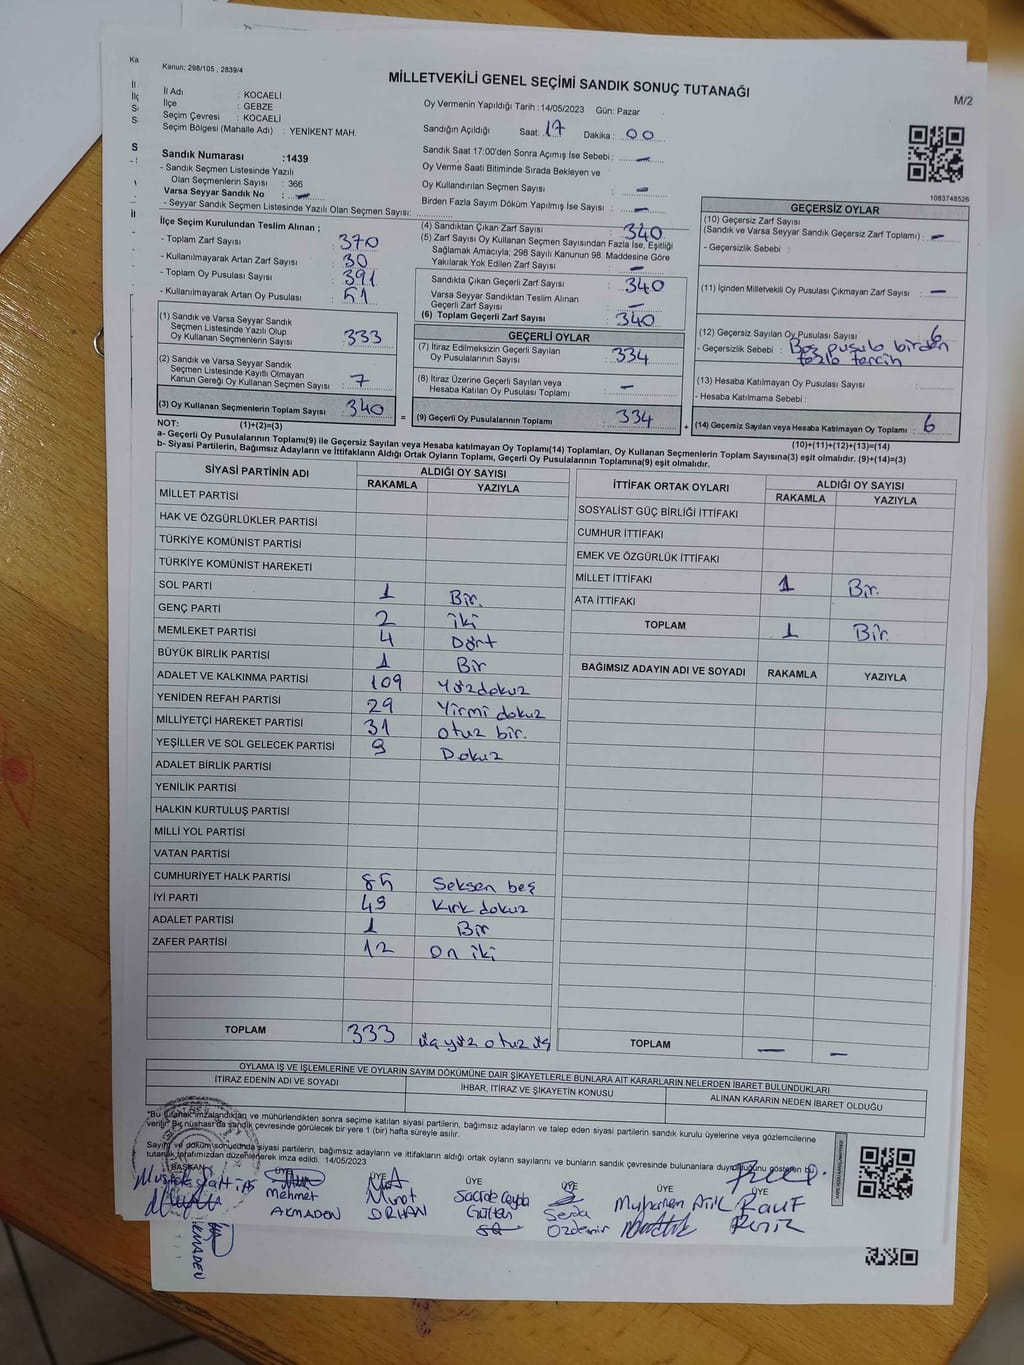 Kanun; 298/105 , 2839/4
MİLLETVEKİLİ GENEL SEÇİMİ SANDIK SONUÇ TUTANAĞI
M/2
İl Adı : KOCAELİ
İlçe : GEBZE
Seçim Çevresi : KOCAELİ
Seçim Bölgesi (Mahalle Adı) : YENİKENT MAH.
Oy Vermenin Yapıldığı Tarih : 14/05/2023 Gün: Pazar
Sandığın Açıldığı Saat: 17 Dakika : 00
Sandık Saat 17:00'den Sonra Açımış İse Sebebi : —
Oy Verme Saati Bitiminde Sırada Bekleyen ve
Oy Kullandırılan Seçmen Sayısı : —
Birden Fazla Sayım Döküm Yapılmış İse Sayısı : —
Sandık Numarası :1439
- Sandık Seçmen Listesinde Yazılı
Olan Seçmenlerin Sayısı : 366
Varsa Seyyar Sandık No : —
- Seyyar Sandık Seçmen Listesinde Yazılı Olan Seçmen Sayısı:
1083748526
İlçe Seçim Kurulundan Teslim Alınan ;
- Toplam Zarf Sayısı : 370
- Kullanılmayarak Artan Zarf Sayısı : 30
- Toplam Oy Pusulası Sayısı : 391
- Kullanılmayarak Artan Oy Pusulası : 51
(1) Sandık ve Varsa Seyyar Sandık
Seçmen Listesinde Yazılı Olup
Oy Kullanan Seçmenlerin Sayısı : 333
(2) Sandık ve Varsa Seyyar Sandık
Seçmen Listesinde Kayıtlı Olmayan
Kanun Gereği Oy Kullanan Seçmen Sayısı : 7
(3) Oy Kullanan Seçmenlerin Toplam Sayısı : 340
(1)+(2)=(3)
(4) Sandıktan Çıkan Zarf Sayısı : 340
(5) Zarf Sayısı Oy Kullanan Seçmen Sayısından Fazla İse, Eşitliği
Sağlamak Amacıyla, 298 Sayılı Kanunun 98. Maddesine Göre
Yakılarak Yok Edilen Zarf Sayısı : —
Sandıkta Çıkan Geçerli Zarf Sayısı : 340
Varsa Seyyar Sandıktan Teslim Alınan
Geçerli Zarf Sayısı : —
(6) Toplam Geçerli Zarf Sayısı : 340
GEÇERLİ OYLAR
(7) İtiraz Edilmeksizin Geçerli Sayılan
Oy Pusulalarının Sayısı : 334
(8) İtiraz Üzerine Geçerli Sayılan veya
Hesaba Katılan Oy Pusulası Toplamı : —
= (9) Geçerli Oy Pusulalarının Toplamı : 334 +
GEÇERSİZ OYLAR
(10) Geçersiz Zarf Sayısı
(Sandık ve Varsa Seyyar Sandık Geçersiz Zarf Toplamı) : —
- Geçersizlik Sebebi :
(11) İçinden Milletvekili Oy Pusulası Çıkmayan Zarf Sayısı : —
(12) Geçersiz Sayılan Oy Pusulası Sayısı : 6
- Geçersizlik Sebebi : Boş pusula birden
fazla tercih
(13) Hesaba Katılmayan Oy Pusulası Sayısı :
- Hesaba Katılmama Sebebi :
(14) Geçersiz Sayılan veya Hesaba Katılmayan Oy Toplamı : 6
(10)+(11)+(12)+(13)=(14)
NOT:
a- Geçerli Oy Pusulalarının Toplamı(9) ile Geçersiz Sayılan veya Hesaba katılmayan Oy Toplamı(14) Toplamları, Oy Kullanan Seçmenlerin Toplam Sayısına(3) eşit olmalıdır. (9)+(14)=(3)
b- Siyasi Partilerin, Bağımsız Adayların ve İttifakların Aldığı Ortak Oyların Toplamı, Geçerli Oy Pusulalarının Toplamına(9) eşit olmalıdır.
SİYASİ PARTİNİN ADI ALDIĞI OY SAYISI
RAKAMLA YAZIYLA
MİLLET PARTİSİ
HAK VE ÖZGÜRLÜKLER PARTİSİ
TÜRKİYE KOMÜNİST PARTİSİ
TÜRKİYE KOMÜNİST HAREKETİ
SOL PARTİ 1 Bir.
GENÇ PARTİ 2 iki
MEMLEKET PARTİSİ 4 Dört
BÜYÜK BİRLİK PARTİSİ 1 Bir
ADALET VE KALKINMA PARTİSİ 109 Yüzdokuz
YENİDEN REFAH PARTİSİ 29 Yirmi dokuz
MİLLİYETÇİ HAREKET PARTİSİ 31 otuz bir.
YEŞİLLER VE SOL GELECEK PARTİSİ 9 Dokuz
ADALET BİRLİK PARTİSİ
YENİLİK PARTİSİ
HALKIN KURTULUŞ PARTİSİ
MİLLİ YOL PARTİSİ
VATAN PARTİSİ
CUMHURİYET HALK PARTİSİ 85 Seksen beş
İYİ PARTİ 49 Kırk dokuz
ADALET PARTİSİ 1 Bir
ZAFER PARTİSİ 12 on iki
TOPLAM 333 üçyüz otuz üç
İTTİFAK ORTAK OYLARI ALDIĞI OY SAYISI
RAKAMLA YAZIYLA
SOSYALİST GÜÇ BİRLİĞİ İTTİFAKI
CUMHUR İTTİFAKI
EMEK VE ÖZGÜRLÜK İTTİFAKI
MİLLET İTTİFAKI 1 Bir.
ATA İTTİFAKI
TOPLAM 1 Bir.
BAĞIMSIZ ADAYIN ADI VE SOYADI RAKAMLA YAZIYLA
TOPLAM — —
OYLAMA İŞ VE İŞLEMLERİNE VE OYLARIN SAYIM DÖKÜMÜNE DAİR ŞİKAYETLERLE BUNLARA AİT KARARLARIN NELERDEN İBARET BULUNDUKLARI
İTİRAZ EDENİN ADI VE SOYADI İHBAR, İTİRAZ VE ŞİKAYETİN KONUSU ALINAN KARARIN NEDEN İBARET OLDUĞU
*Bu tutanak imzalandıktan ve mühürlendikten sonra seçime katılan siyasi partilerin, bağımsız adayların ve talep eden siyasi partilerin sandık kurulu üyelerine veya gözlemcilerine
verilir. Bir nüshası da sandık çevresinde görülecek bir yere 1 (bir) hafta süreyle asılır.
Sayım ve döküm sonucunda siyasi partilerin, bağımsız adayların ve ittifakların aldığı ortak oyların sayılarını ve bunların sandık çevresinde bulunanlara duyurulduğunu gösteren bu
tutanak tarafımızdan düzenlenerek imza edildi. 14/05/2023
BAŞKAN ÜYE ÜYE ÜYE ÜYE ÜYE ÜYE
Mehmet Murat Serda Rauf
AKMADEN ORHAN Gülten Özdemir